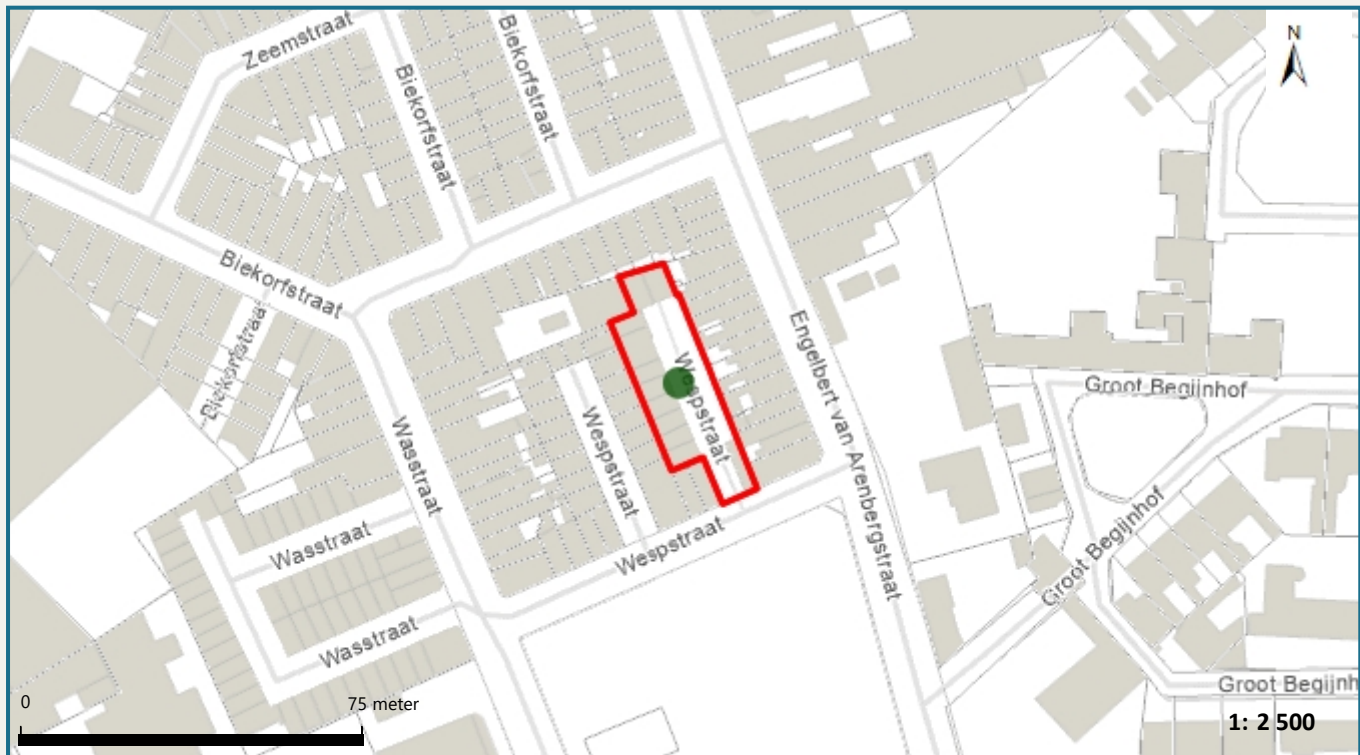 N
Zeemstraat
Biekorfstraat
Biekorfstraat
Biekorfstraat
Biekorfstraat
Engelbert van Arenbergstraat
Wespstraat
Wespstraat
Wespstraat
Wasstraat
Wasstraat
Wasstraat
Groot Begijnhof
Groot Begijnhof
Groot Begijnh
0
75 meter
1: 2 500